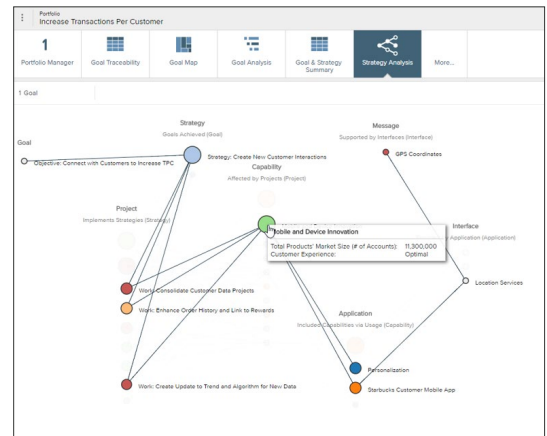 Portfolio
Increase Transactions Per Customer
1
Portfolio Manager
Goal Traceability
Goal Map
Goal Analysis
Goal & Strategy
Summary
Strategy Analysis
More...
1 Goal
Strategy
Goals Achieved (Goal)
Message
Supported by Interfaces (Interface)
Goal
Objective: Connect with Customers to Increase TPC
Strategy: Create New Customer Interactions
GPS Coordinates
Capability
Affected by Projects (Project)
Project
Implements Strategies (Strategy)
Mobile and Device Innovation
Total Products' Market Size (# of Accounts): 11,300,000
Customer Experience: Optimal
Interface
Application (Application)
Location Services
Work: Consolidate Customer Data Projects
Work: Enhance Order History and Link to Rewards
Application
Included Capabilities via Usage (Capability)
Personalization
Work: Create Update to Trend and Algorithm for New Data
Starbucks Customer Mobile App